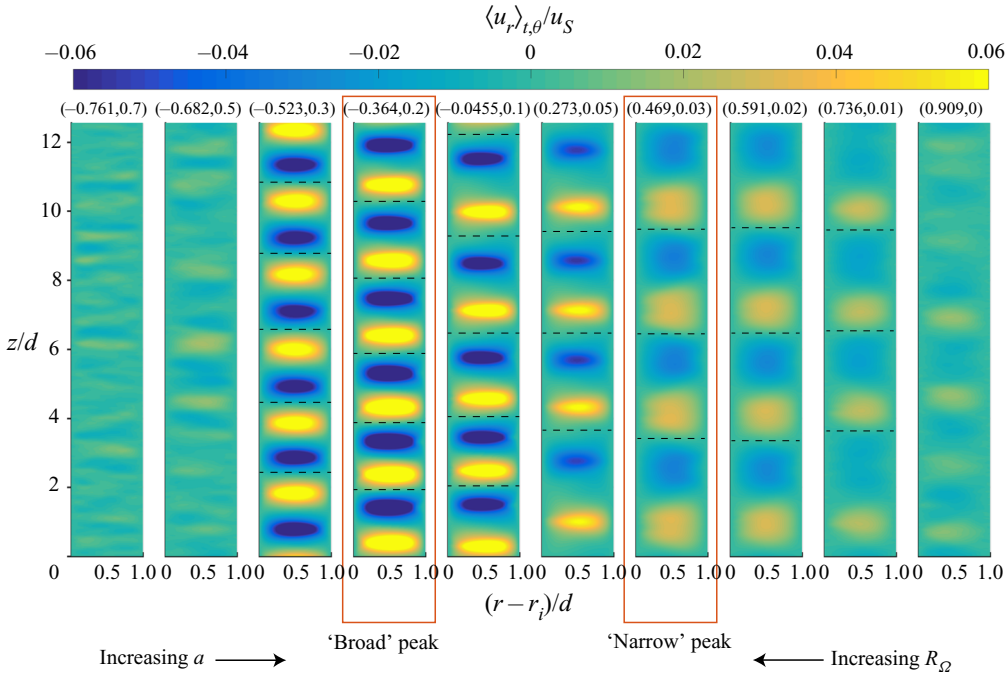 ⟨u_r⟩_{t,θ}/u_S
−0.06 −0.04 −0.02 0 0.02 0.04 0.06
(−0.761,0.7) (−0.682,0.5) (−0.523,0.3) (−0.364,0.2) (−0.0455,0.1) (0.273,0.05) (0.469,0.03) (0.591,0.02) (0.736,0.01) (0.909,0)
12
10
8
z/d
6
4
2
0 0.5 1.0 0 0.5 1.0 0 0.5 1.0 0 0.5 1.0 0 0.5 1.0 0 0.5 1.0 0 0.5 1.0 0 0.5 1.0 0 0.5 1.0 0 0.5 1.0
(r – r_i)/d
‘Broad’ peak
‘Narrow’ peak
Increasing a
Increasing R_Ω